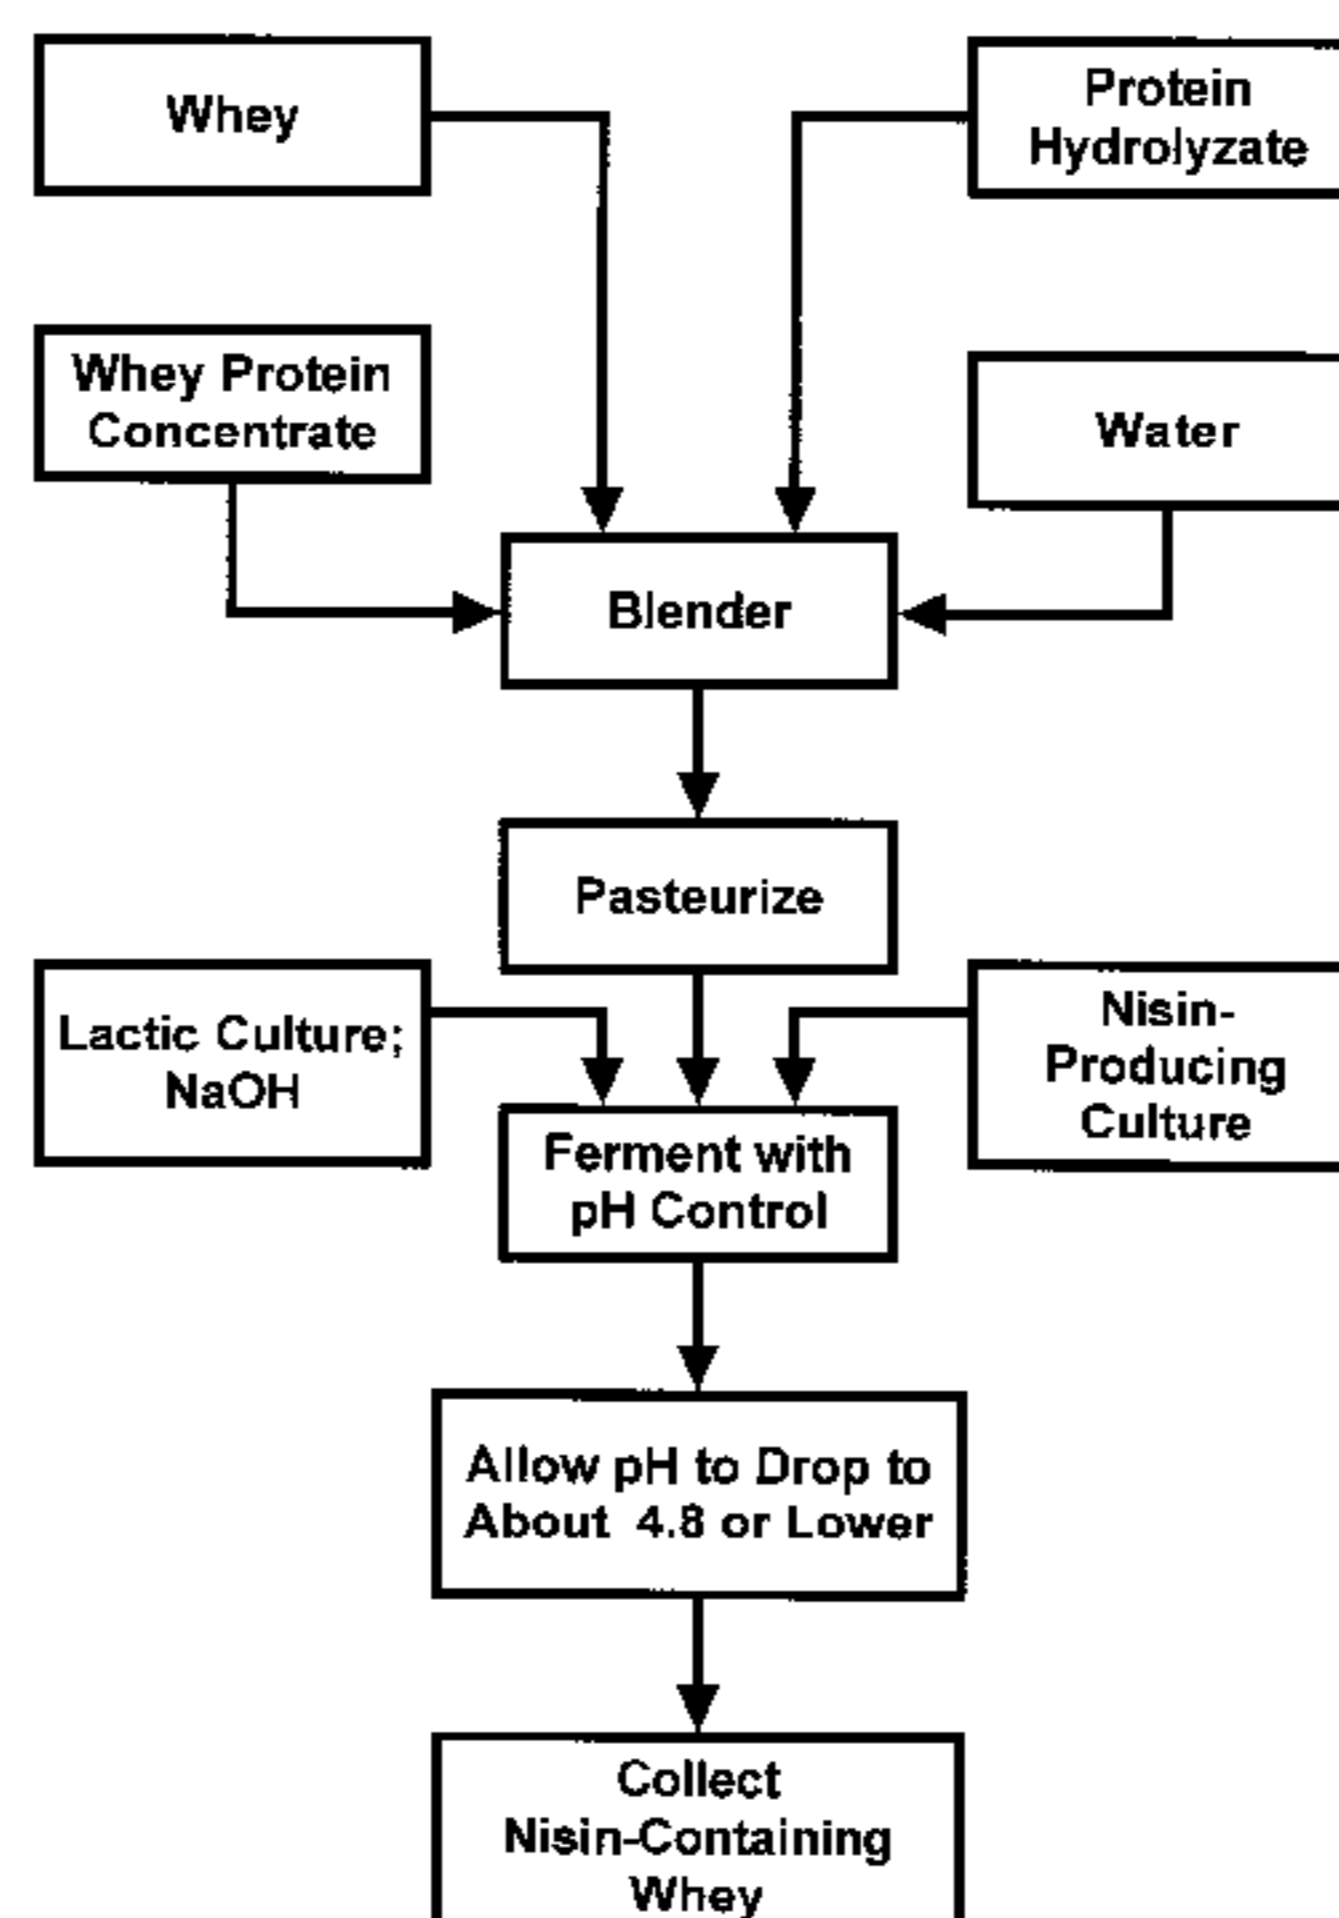 Whey
Protein
Hydrolyzate
Whey Protein
Concentrate
Water
Blender
Pasteurize
Lactic Culture;
NaOH
Nisin-
Producing
Culture
Ferment with
pH Control
Allow pH to Drop to
About 4.8 or Lower
Collect
Nisin-Containing
Whey